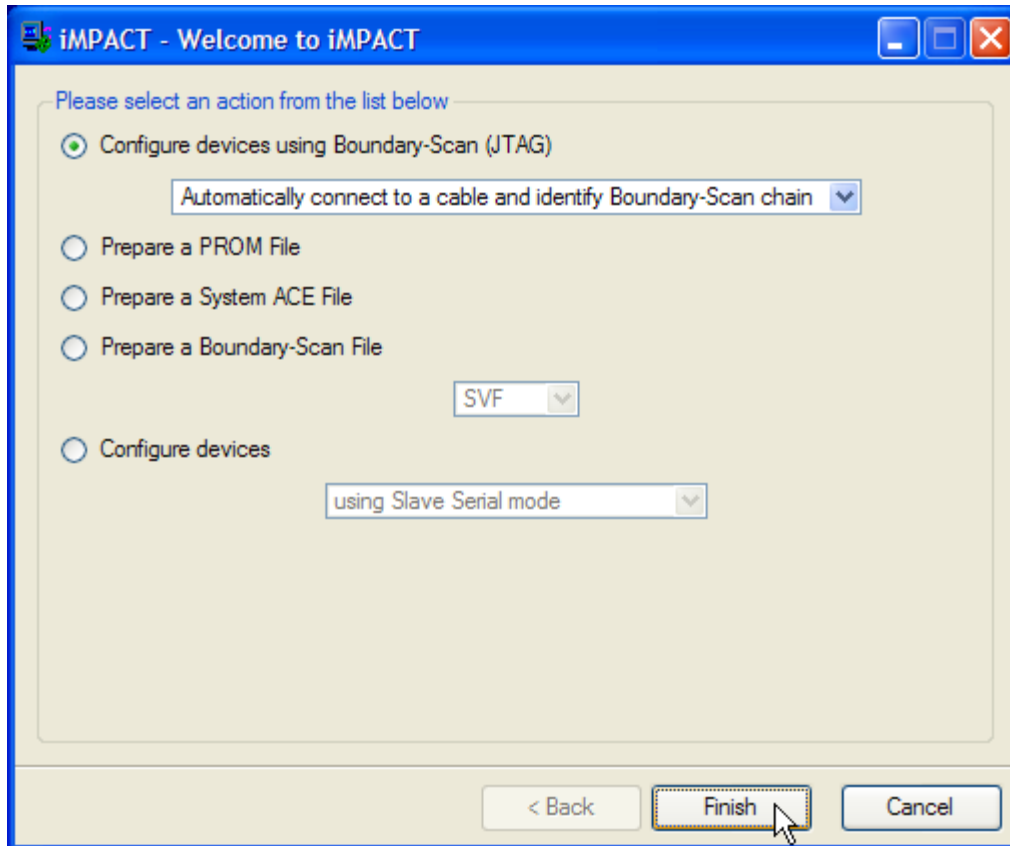 iMPACT - Welcome to iMPACT
Please select an action from the list below
Configure devices using Boundary-Scan (JTAG)
Automatically connect to a cable and identify Boundary-Scan chain
Prepare a PROM File
Prepare a System ACE File
Prepare a Boundary-Scan File
SVF
Configure devices
using Slave Serial mode
< Back Finish Cancel